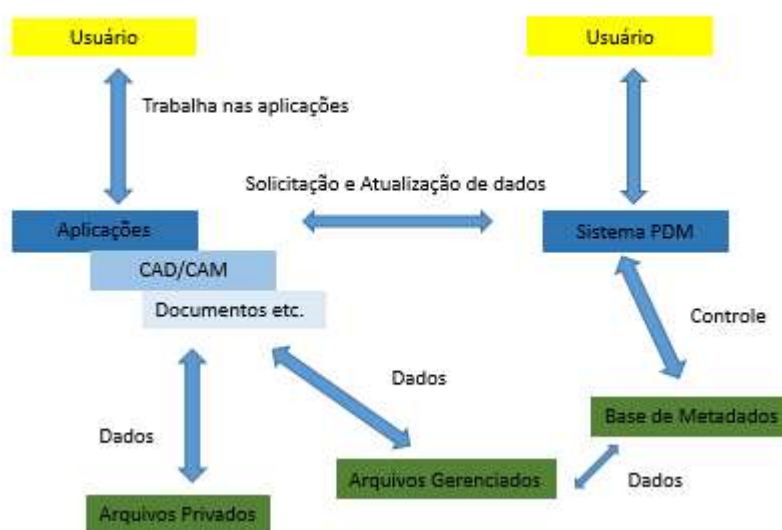 Usuário
Usuário
Trabalha nas aplicações
Solicitação e Atualização de dados
Aplicações
Sistema PDM
CAD/CAM
Documentos etc.
Controle
Dados
Base de Metadados
Dados
Arquivos Gerenciados
Dados
Arquivos Privados